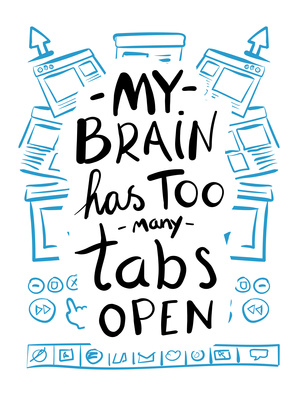 -MY-
BRAIN
has TOO
-many-
tabs
OPEN